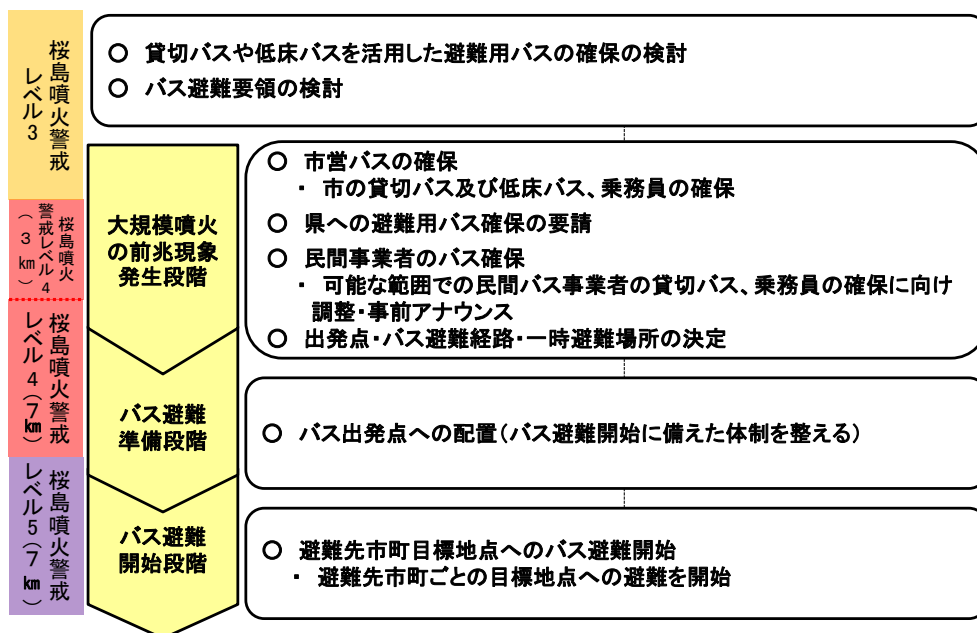 桜島噴火警戒
レベル3
○ 貸切バスや低床バスを活用した避難用バスの確保の検討
○ バス避難要領の検討
桜島噴火
警戒レベル4
(3km)
大規模噴火
の前兆現象
発生段階
○ 市営バスの確保
・ 市の貸切バス及び低床バス、乗務員の確保
○ 県への避難用バス確保の要請
○ 民間事業者のバス確保
・ 可能な範囲での民間バス事業者の貸切バス、乗務員の確保に向け
調整・事前アナウンス
○ 出発点・バス避難経路・一時避難場所の決定
桜島噴火警戒
レベル4(7㎞)
バス避難
準備段階
○ バス出発点への配置(バス避難開始に備えた体制を整える)
桜島噴火警戒
レベル5(7㎞)
バス避難
開始段階
○ 避難先市町目標地点へのバス避難開始
・ 避難先市町ごとの目標地点への避難を開始